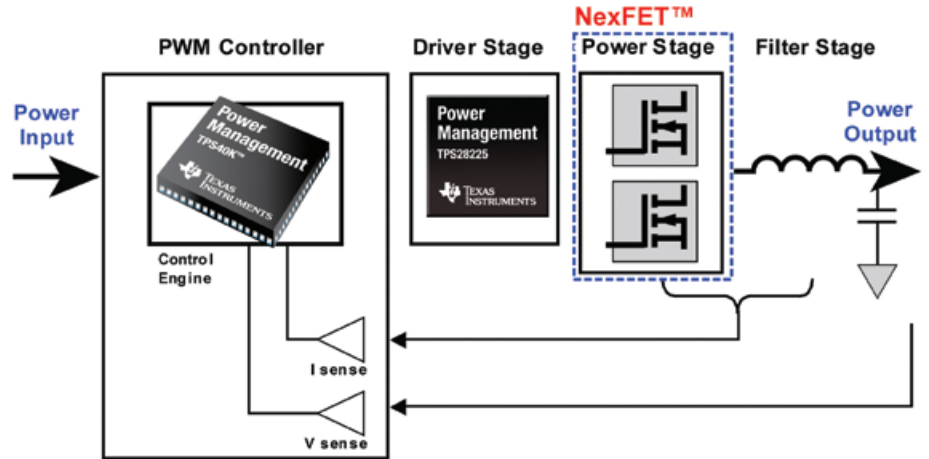 NexFET™
PWM Controller
Driver Stage
Power Stage
Filter Stage
Power
Input
Power
Management
TPS40K™
TEXAS
INSTRUMENTS
Control
Engine
Power
Management
TPS28225
TEXAS
INSTRUMENTS
Power
Output
I sense
V sense